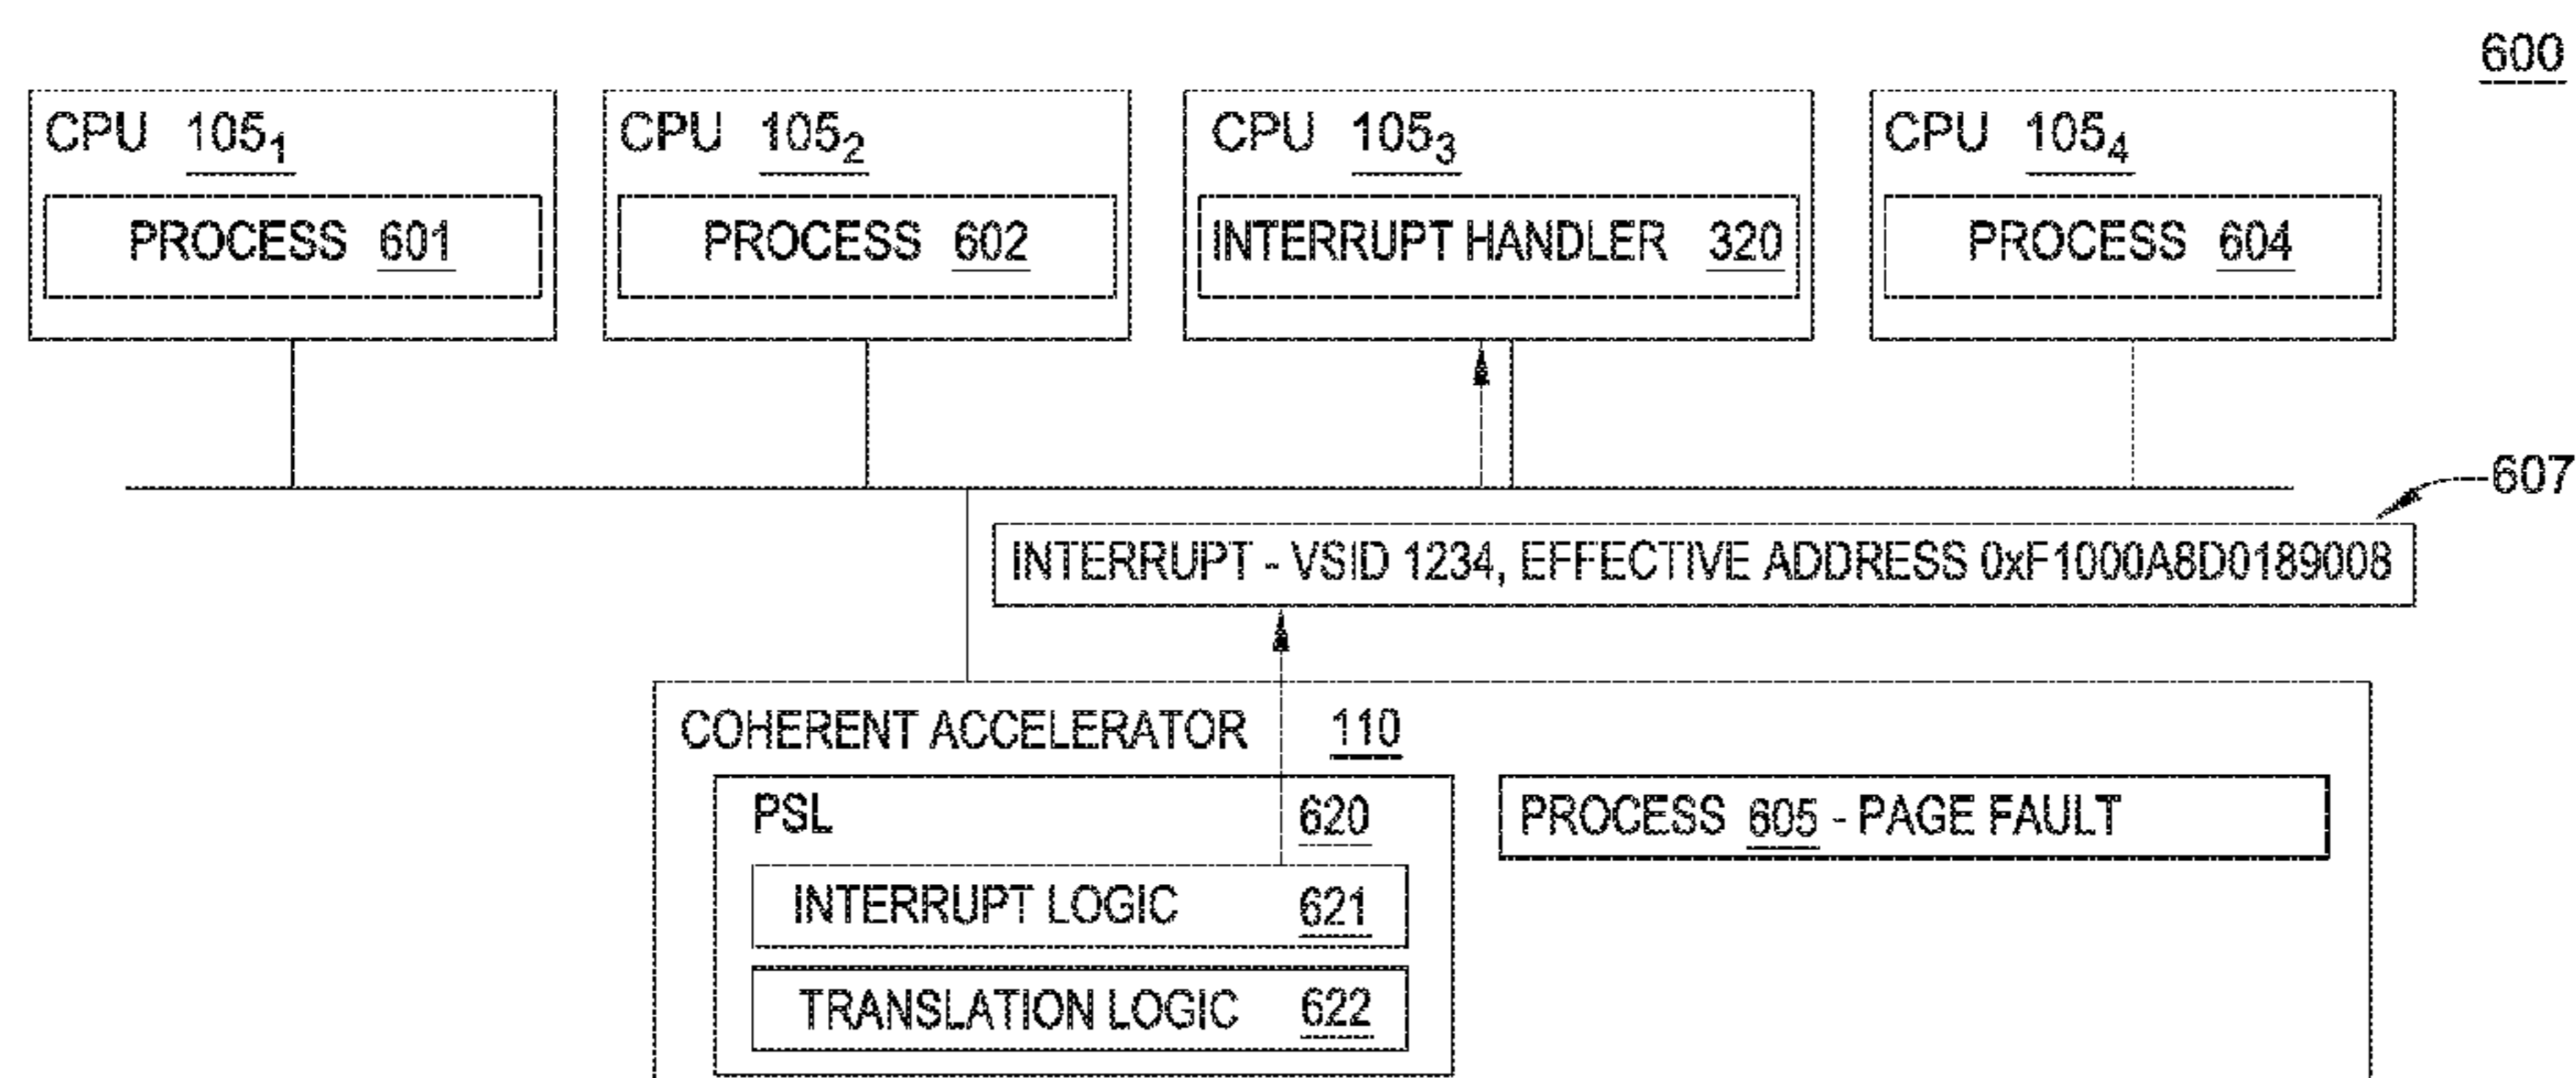 600
CPU 105₁
PROCESS 601
CPU 105₂
PROCESS 602
CPU 105₃
INTERRUPT HANDLER 320
CPU 105₄
PROCESS 604
607
INTERRUPT - VSID 1234, EFFECTIVE ADDRESS 0xF1000A8D0189008
COHERENT ACCELERATOR 110
PSL 620
INTERRUPT LOGIC 621
TRANSLATION LOGIC 622
PROCESS 605 - PAGE FAULT